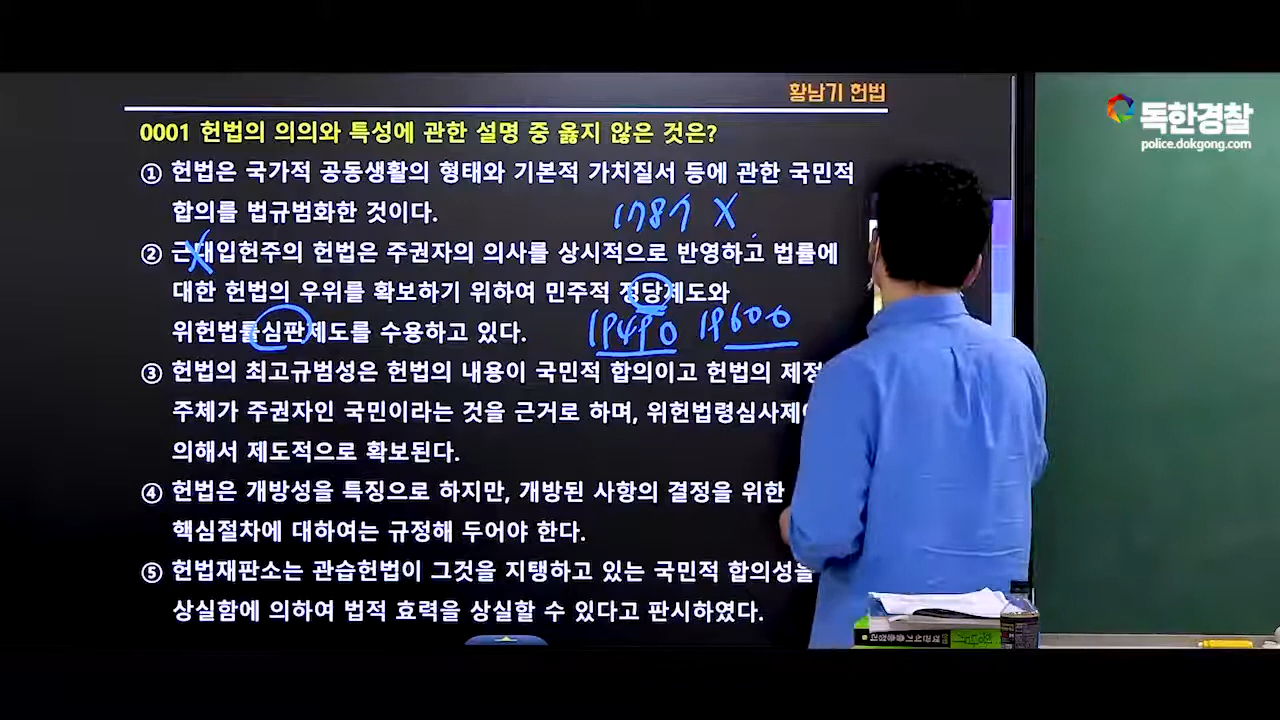 황남기 헌법
독한경찰
police.dokgong.com
0001 헌법의 의의와 특성에 관한 설명 중 옳지 않은 것은?
① 헌법은 국가적 공동생활의 형태와 기본적 가치질서 등에 관한 국민적
합의를 법규범화한 것이다.
178개 X
② 근대입헌주의 헌법은 주권자의 의사를 상시적으로 반영하고 법률에
대한 헌법의 우위를 확보하기 위하여 민주적 정당제도와
위헌법률심판제도를 수용하고 있다.
1949 0 1960 0
③ 헌법의 최고규범성은 헌법의 내용이 국민적 합의이고 헌법의 제정
주체가 주권자인 국민이라는 것을 근거로 하며, 위헌법령심사제에
의해서 제도적으로 확보된다.
④ 헌법은 개방성을 특징으로 하지만, 개방된 사항의 결정을 위한
핵심절차에 대하여는 규정해 두어야 한다.
⑤ 헌법재판소는 관습헌법이 그것을 지탱하고 있는 국민적 합의성을
상실함에 의하여 법적 효력을 상실할 수 있다고 판시하였다.